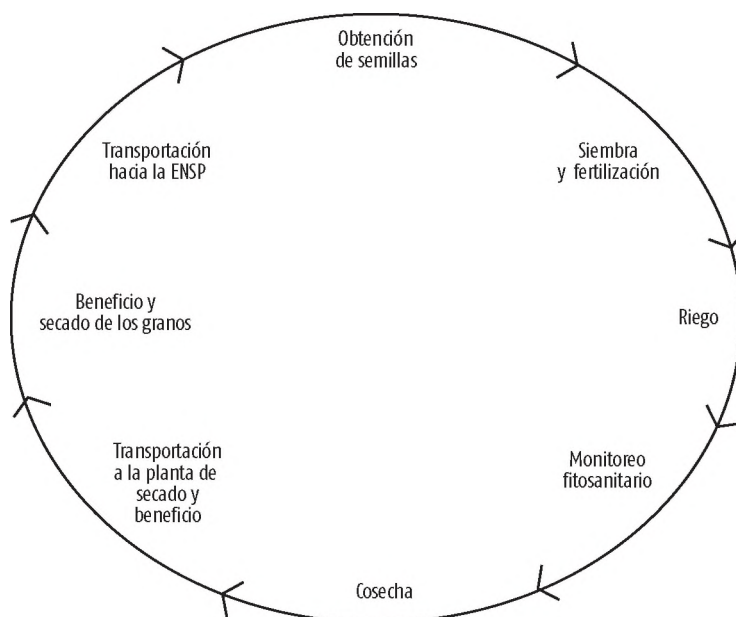 Obtención
de semillas
Siembra
y fertilización
Riego
Monitoreo
fitosanitario
Cosecha
Transportación
a la planta de
secado y
beneficio
Beneficio y
secado de los granos
Transportación
hacia la ENSP